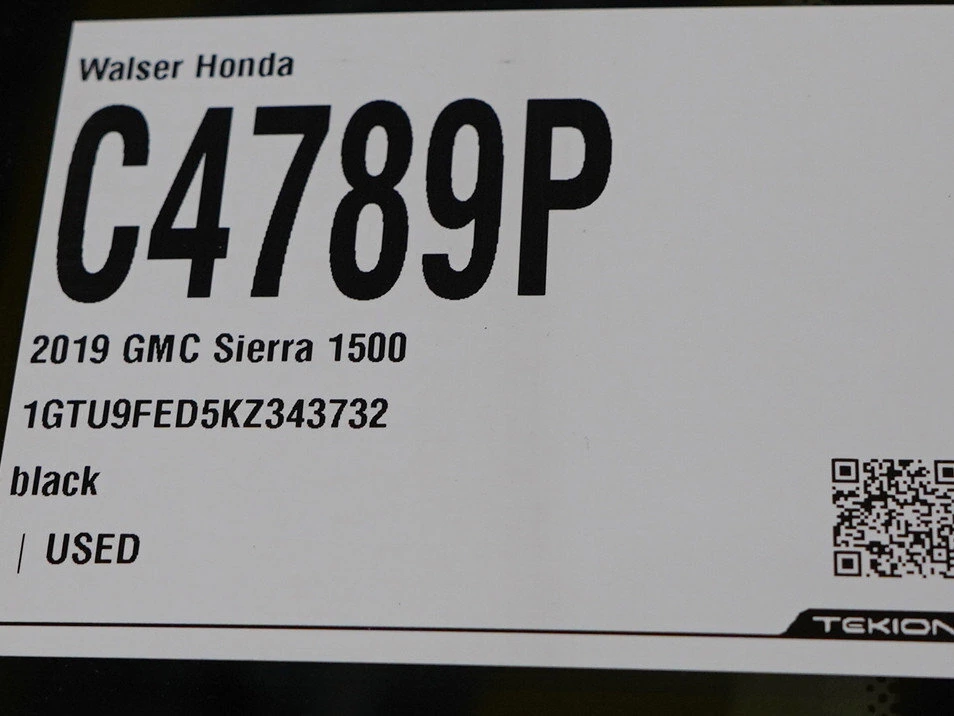 Walser Honda
C4789P
2019 GMC Sierra 1500
1GTU9FED5KZ343732
black
| USED
TEKION